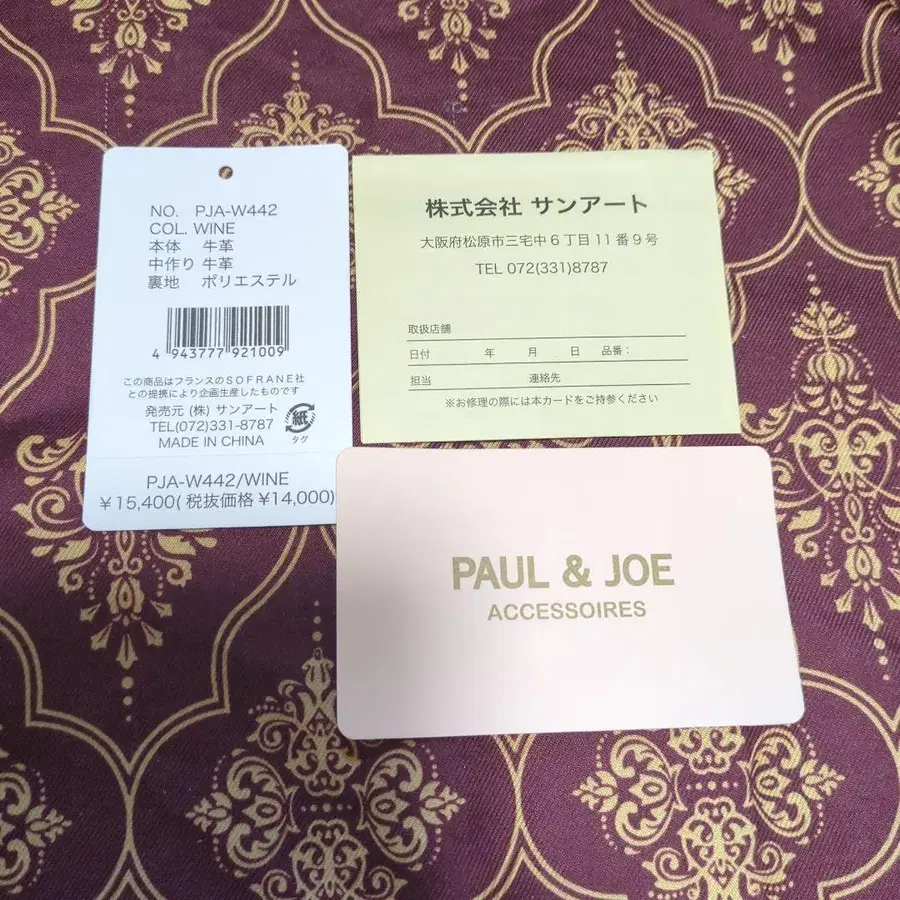 NO. PJA-W442
COL. WINE
本体 牛革
中作り 牛革
裏地 ポリエステル
4 943777 921009
この商品はフランスのSOFRANE社
との提携により企画生産したものです
発売元 (株) サンアート
TEL(072)331-8787
MADE IN CHINA
紙
タグ
PJA-W442/WINE
¥15,400( 税抜価格 ¥14,000)
株式会社 サンアート
大阪府松原市三宅中6丁目11番9号
TEL 072(331)8787
取扱店舗
日付 年 月 日 品番：
担当 連絡先
※お修理の際には本カードをご持参ください
PAUL & JOE
ACCESSOIRES